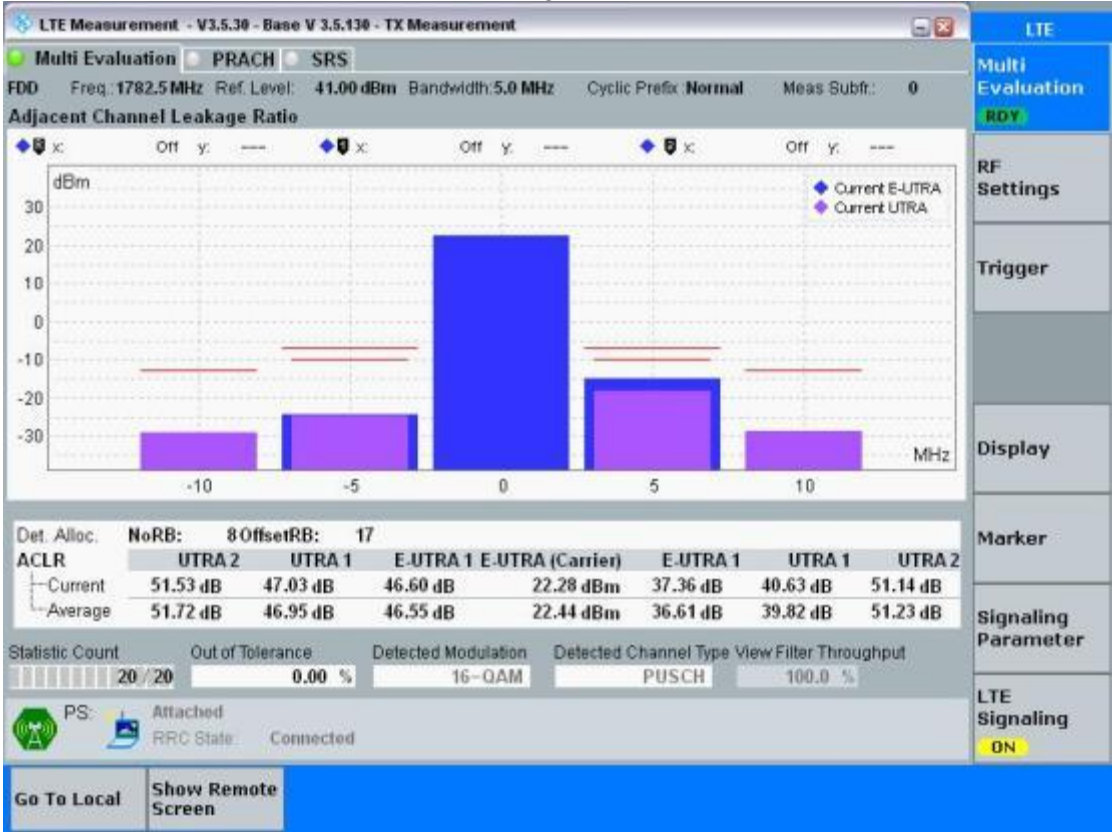 LTE Measurement - V3.5.30 - Base V 3.5.130 - TX Measurement
LTE
Multi Evaluation PRACH SRS
Multi
Evaluation
RDY
FDD Freq.: 1782.5 MHz Ref. Level: 41.00 dBm Bandwidth: 5.0 MHz Cyclic Prefix: Normal Meas Subfr.: 0
Adjacent Channel Leakage Ratio
x: Off y: --- x: Off y: --- x: Off y: ---
dBm
Current E-UTRA
Current UTRA
RF
Settings
30
20
10
0
-10
-20
-30
Trigger
MHz
-10 -5 0 5 10
Display
Det. Alloc. NoRB: 8 OffsetRB: 17
ACLR UTRA 2 UTRA 1 E-UTRA 1 E-UTRA (Carrier) E-UTRA 1 UTRA 1 UTRA 2
Current 51.53 dB 47.03 dB 46.60 dB 22.28 dBm 37.36 dB 40.63 dB 51.14 dB
Average 51.72 dB 46.95 dB 46.55 dB 22.44 dBm 36.61 dB 39.82 dB 51.23 dB
Marker
Signaling
Parameter
Statistic Count Out of Tolerance Detected Modulation Detected Channel Type View Filter Throughput
20 / 20 0.00 % 16-QAM PUSCH 100.0 %
PS: Attached
RRC State: Connected
LTE
Signaling
ON
Go To Local
Show Remote
Screen